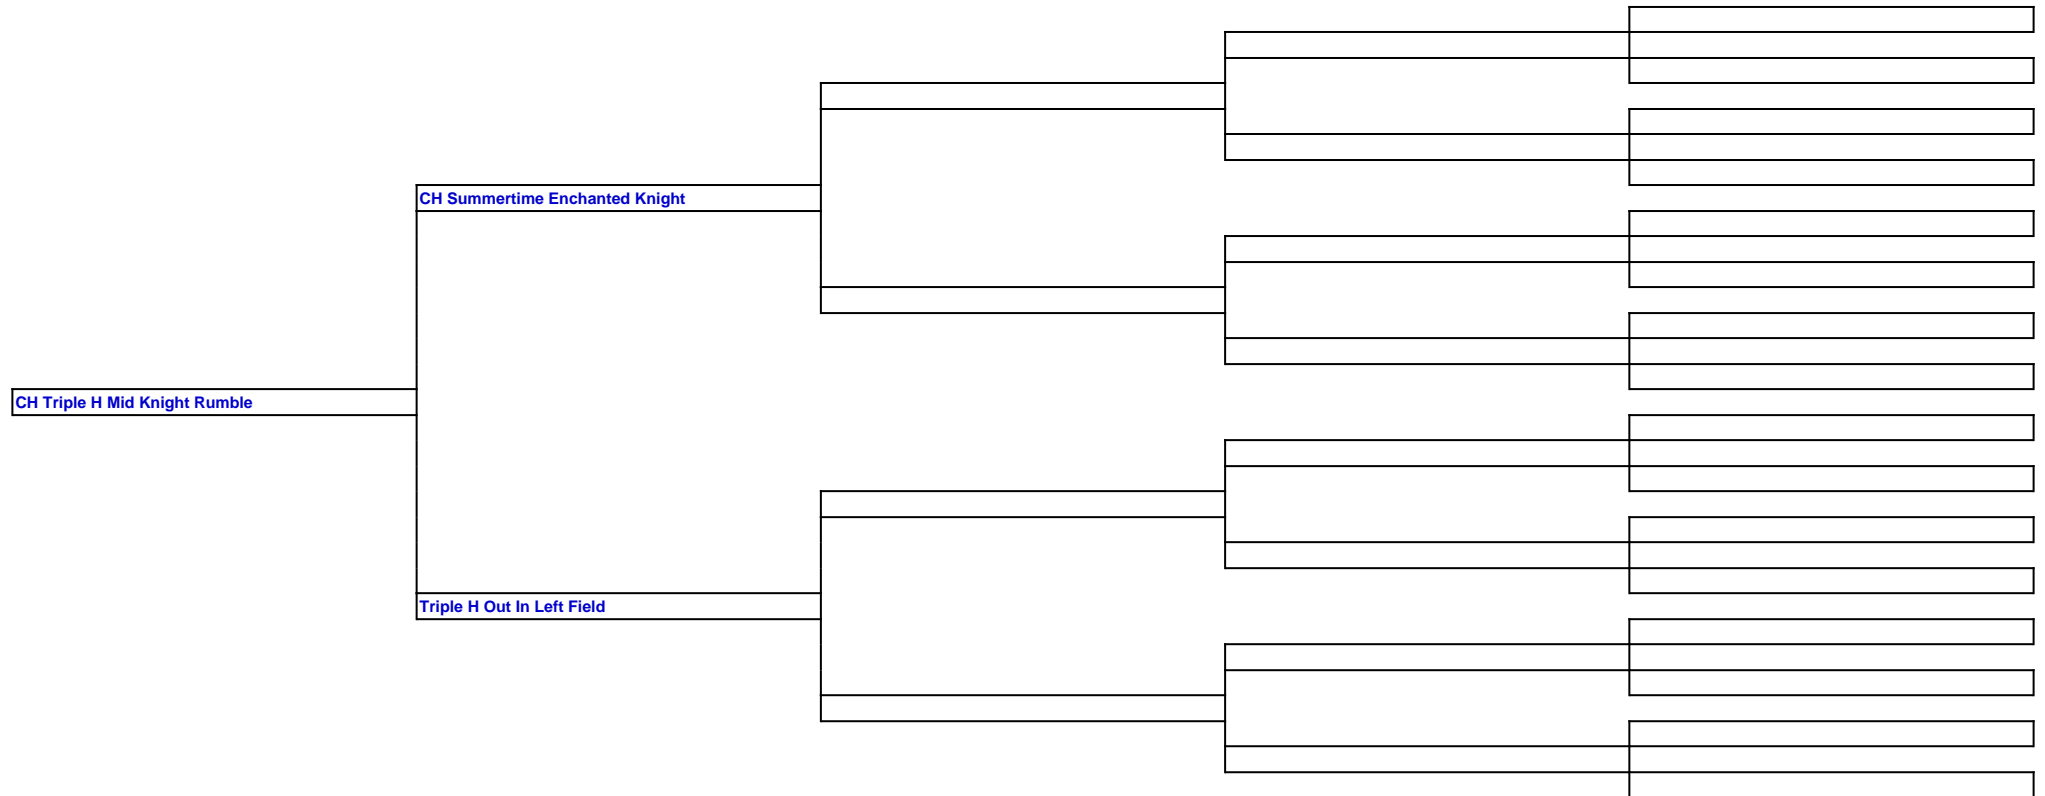 CH Summertime Enchanted Knight
CH Triple H Mid Knight Rumble
Triple H Out In Left Field